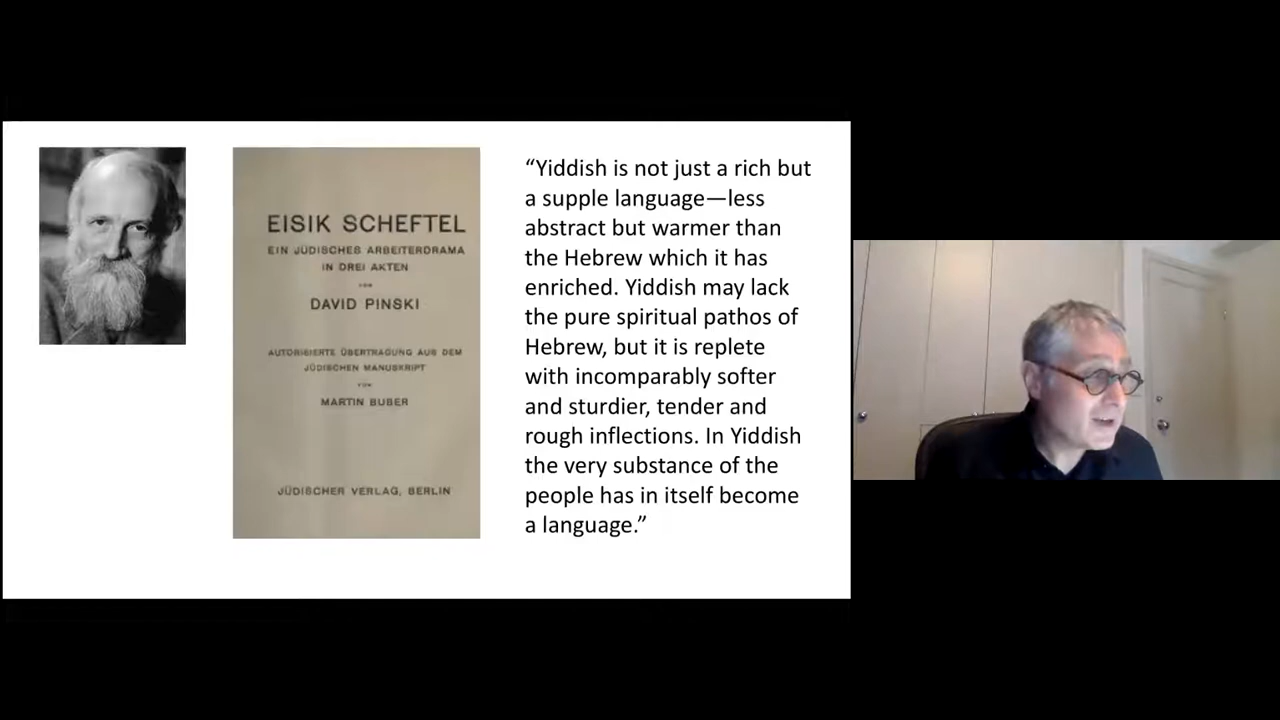 EISIK SCHEFTEL
EIN JÜDISCHES ARBEITERDRAMA
IN DREI AKTEN
VON
DAVID PINSKI
AUTORISIERTE ÜBERTRAGUNG AUS DEM
JÜDISCHEN MANUSKRIPT
VON
MARTIN BUBER
JÜDISCHER VERLAG, BERLIN
“Yiddish is not just a rich but
a supple language—less
abstract but warmer than
the Hebrew which it has
enriched. Yiddish may lack
the pure spiritual pathos of
Hebrew, but it is replete
with incomparably softer
and sturdier, tender and
rough inflections. In Yiddish
the very substance of the
people has in itself become
a language.”